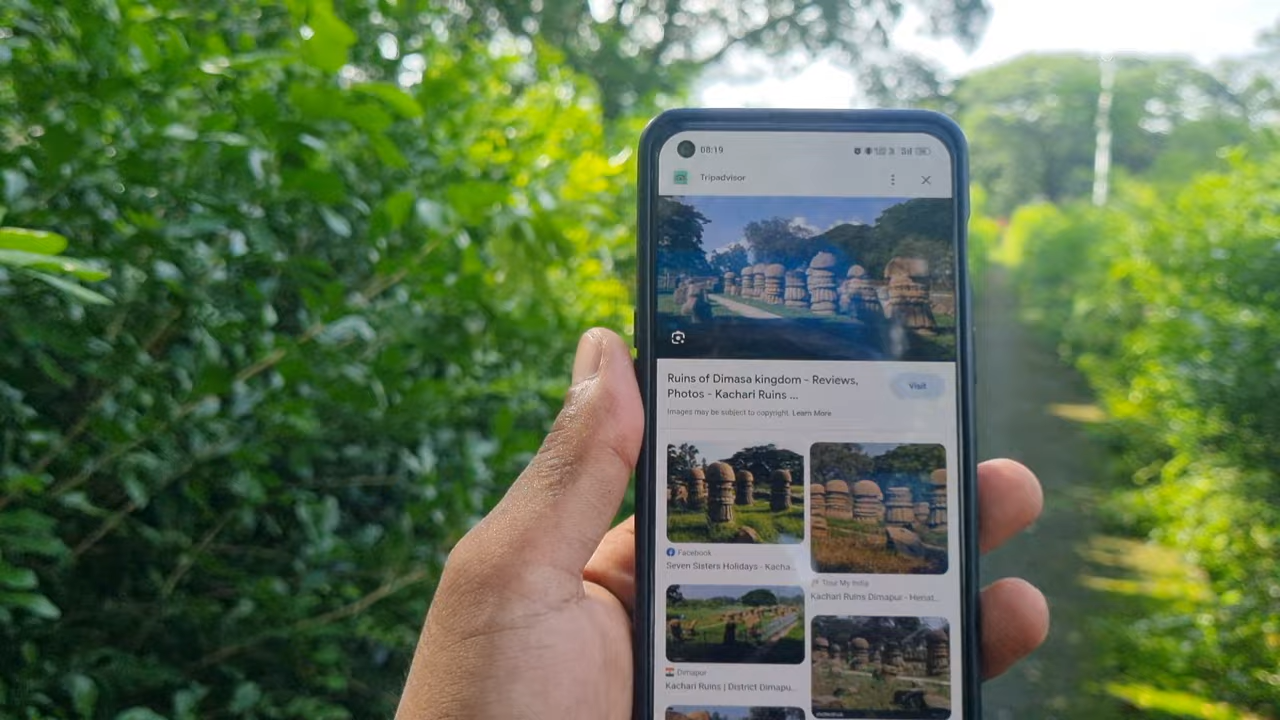 08:19
Tripadvisor
Ruins of Dimasa kingdom - Reviews,
Photos - Kachari Ruins ...
Visit
Images may be subject to copyright. Learn More
Facebook
Seven Sisters Holidays - Kacha...
Tour My India
Kachari Ruins Dimapur - Herit...
Dimapur
Kachari Ruins | District Dimapu...